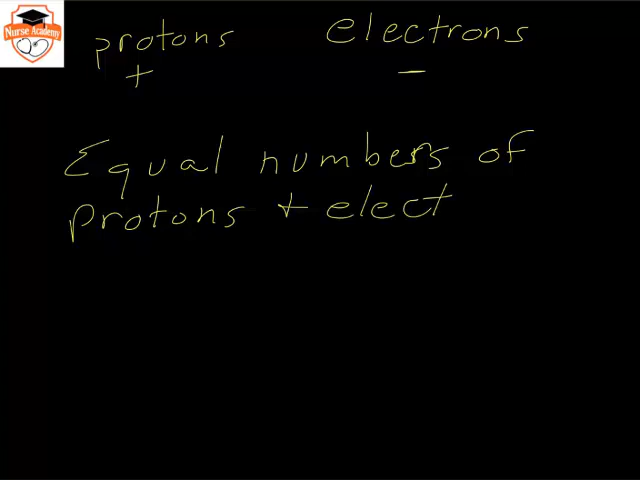 Nurse Academy
protons electrons
+ —
Equal numbers of
protons + elect